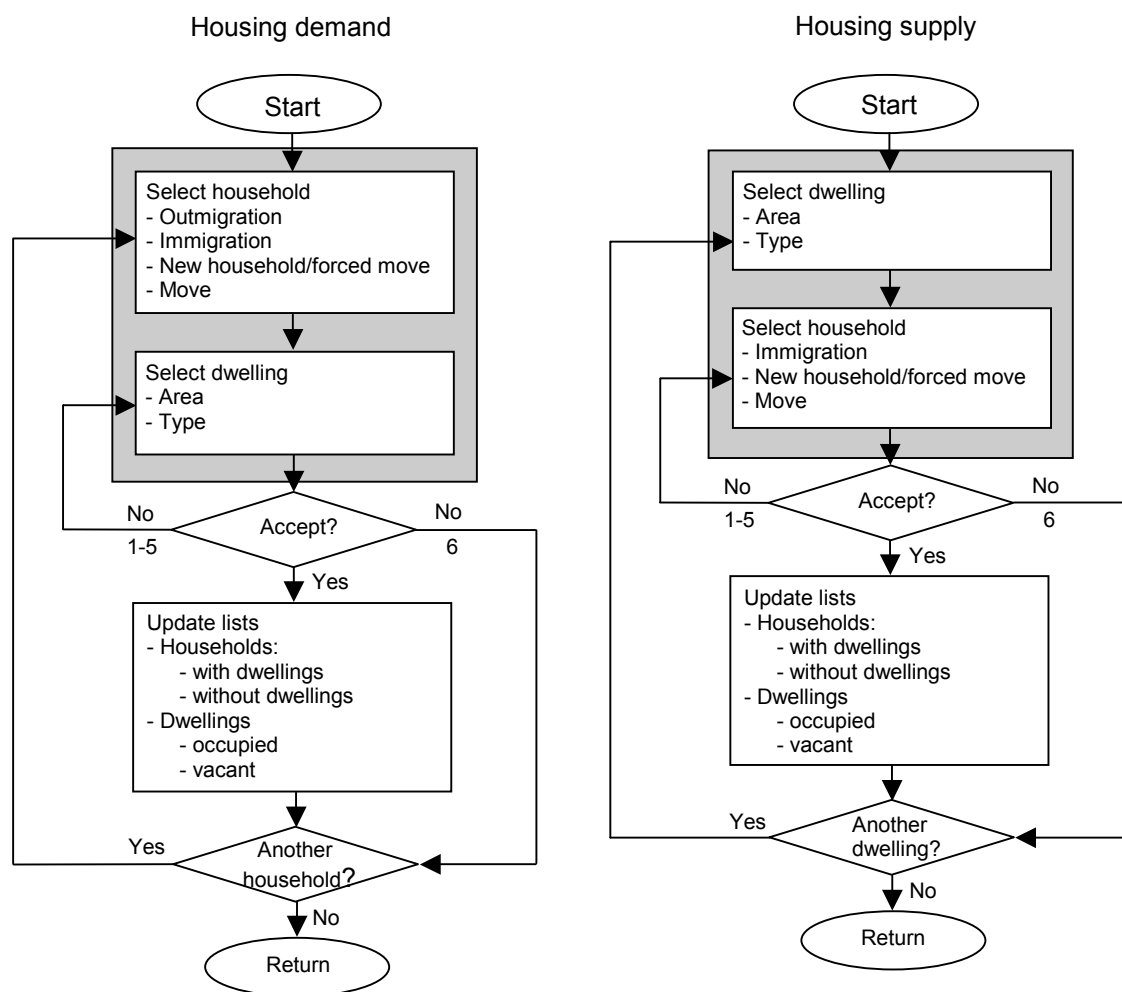 Housing demand
Start
Select household
- Outmigration
- Immigration
- New household/forced move
- Move
Select dwelling
- Area
- Type
Accept?
No
1-5
No
6
Yes
Update lists
- Households:
- with dwellings
- without dwellings
- Dwellings
- occupied
- vacant
Another
household?
Yes
No
Return
Housing supply
Start
Select dwelling
- Area
- Type
Select household
- Immigration
- New household/forced move
- Move
Accept?
No
1-5
No
6
Yes
Update lists
- Households:
- with dwellings
- without dwellings
- Dwellings
- occupied
- vacant
Another
dwelling?
Yes
No
Return